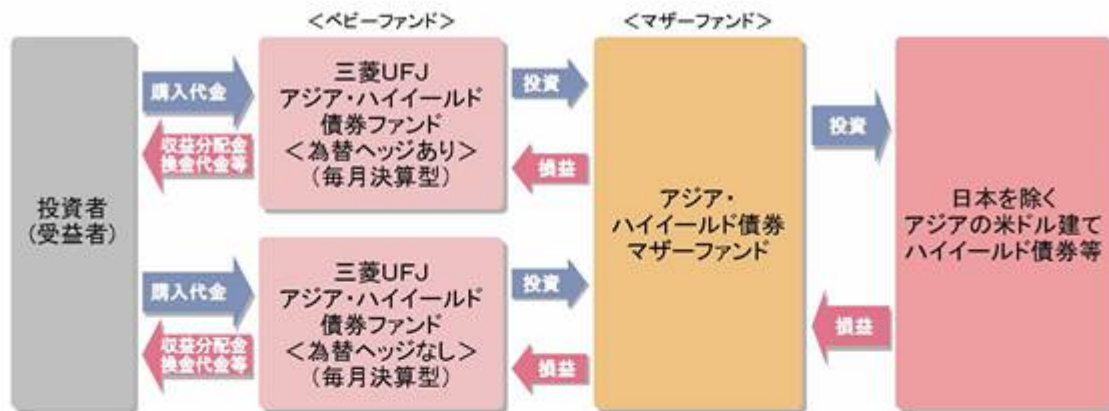 ＜ベビーファンド＞
＜マザーファンド＞
投資者
(受益者)
購入代金
収益分配金
換金代金等
三菱UFJ
アジア・ハイイールド
債券ファンド
＜為替ヘッジあり＞
(毎月決算型)
投資
損益
購入代金
収益分配金
換金代金等
三菱UFJ
アジア・ハイイールド
債券ファンド
＜為替ヘッジなし＞
(毎月決算型)
投資
損益
アジア・
ハイイールド債券
マザーファンド
投資
損益
日本を除く
アジアの米ドル建て
ハイイールド債券等